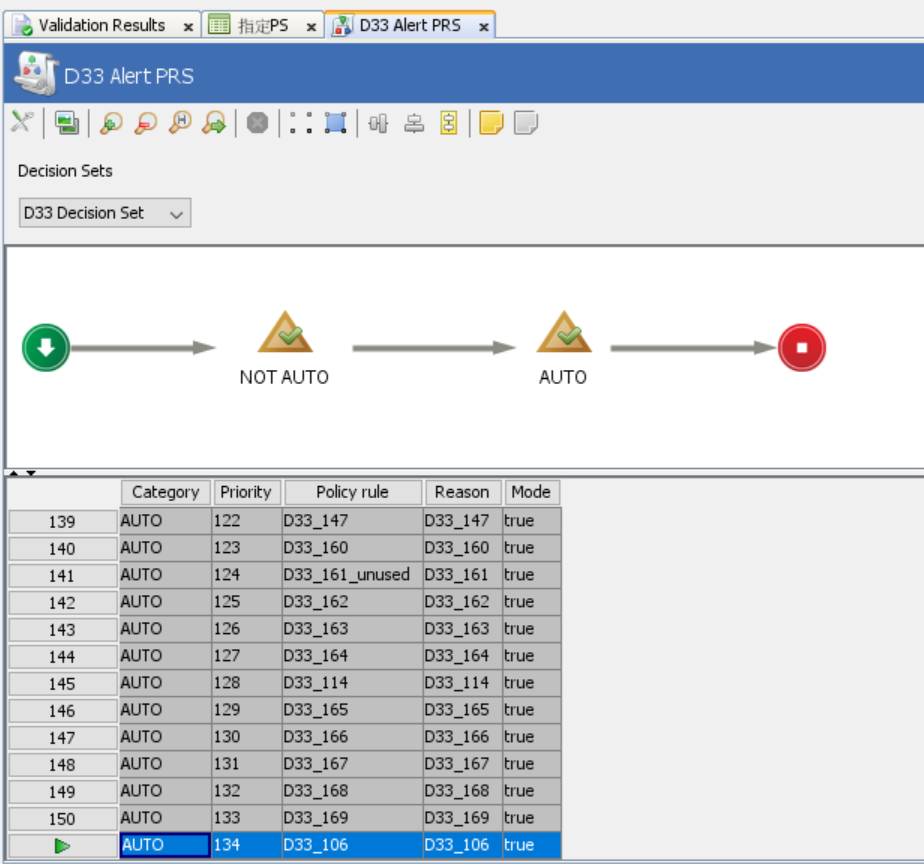 Validation Results
指定PS
D33 Alert PRS
D33 Alert PRS
Decision Sets
D33 Decision Set
NOT AUTO
AUTO
Category Priority Policy rule Reason Mode
139 AUTO 122 D33_147 D33_147 true
140 AUTO 123 D33_160 D33_160 true
141 AUTO 124 D33_161_unused D33_161 true
142 AUTO 125 D33_162 D33_162 true
143 AUTO 126 D33_163 D33_163 true
144 AUTO 127 D33_164 D33_164 true
145 AUTO 128 D33_114 D33_114 true
146 AUTO 129 D33_165 D33_165 true
147 AUTO 130 D33_166 D33_166 true
148 AUTO 131 D33_167 D33_167 true
149 AUTO 132 D33_168 D33_168 true
150 AUTO 133 D33_169 D33_169 true
AUTO 134 D33_106 D33_106 true